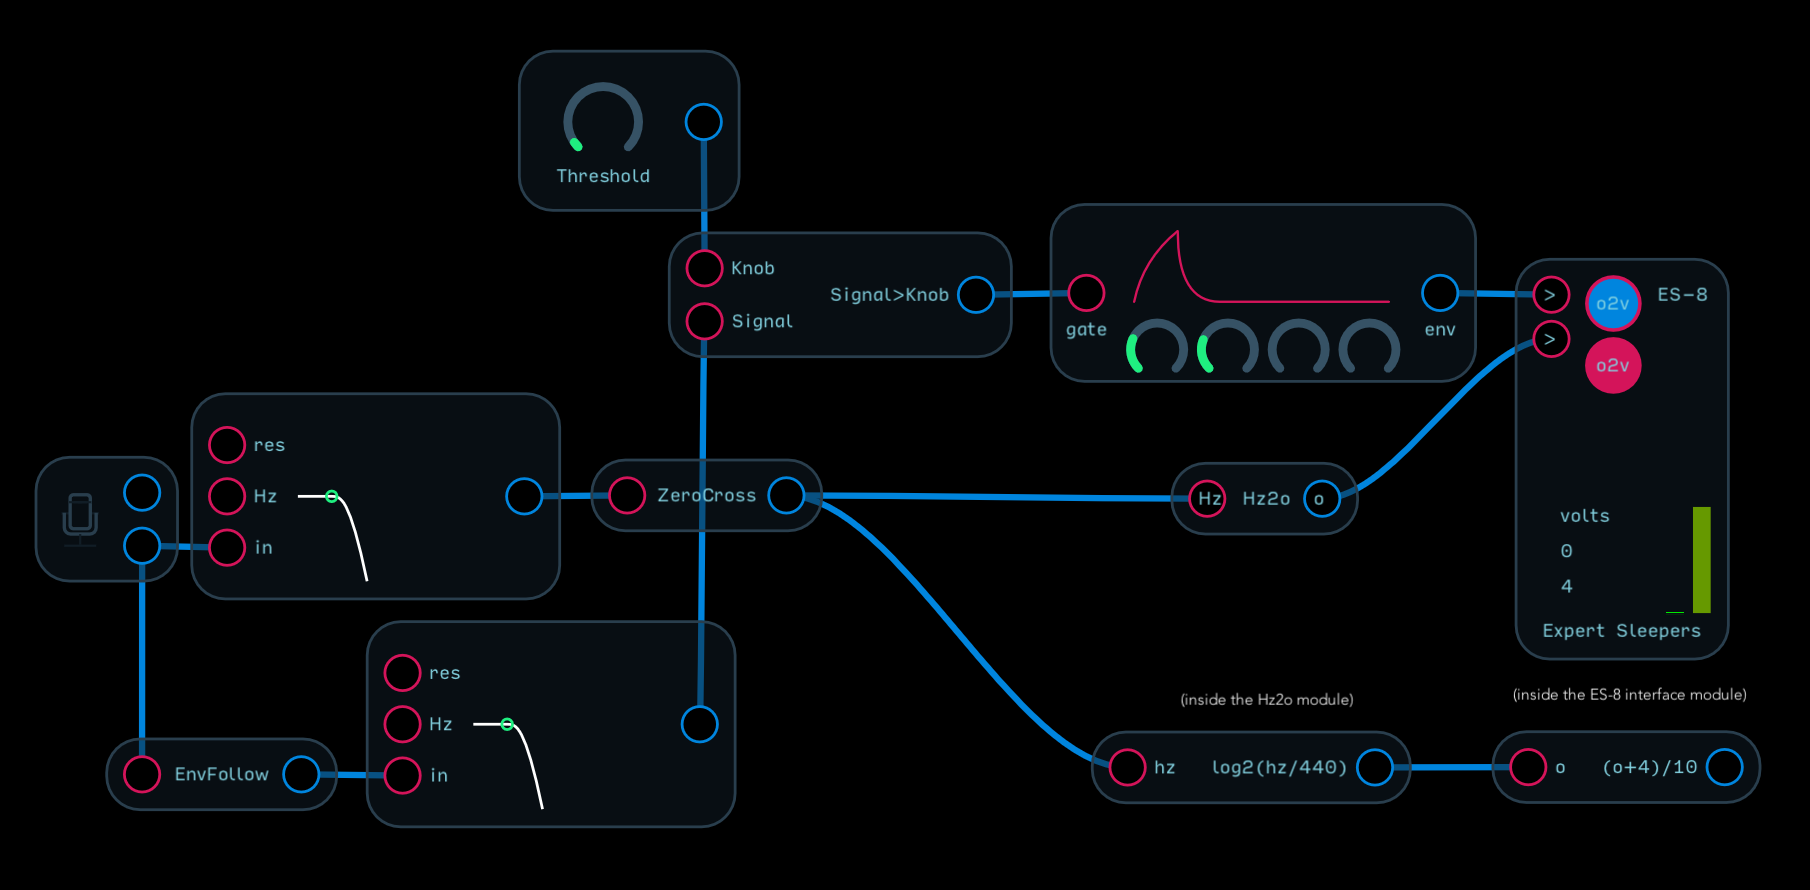 Threshold
Knob
Signal>Knob
Signal
gate
env
>
o2v
ES-8
>
o2v
res
Hz
in
ZeroCross
Hz
Hz2o
o
volts
0
4
Expert Sleepers
res
Hz
in
EnvFollow
(inside the Hz2o module)
(inside the ES-8 interface module)
hz
log2(hz/440)
o
(o+4)/10